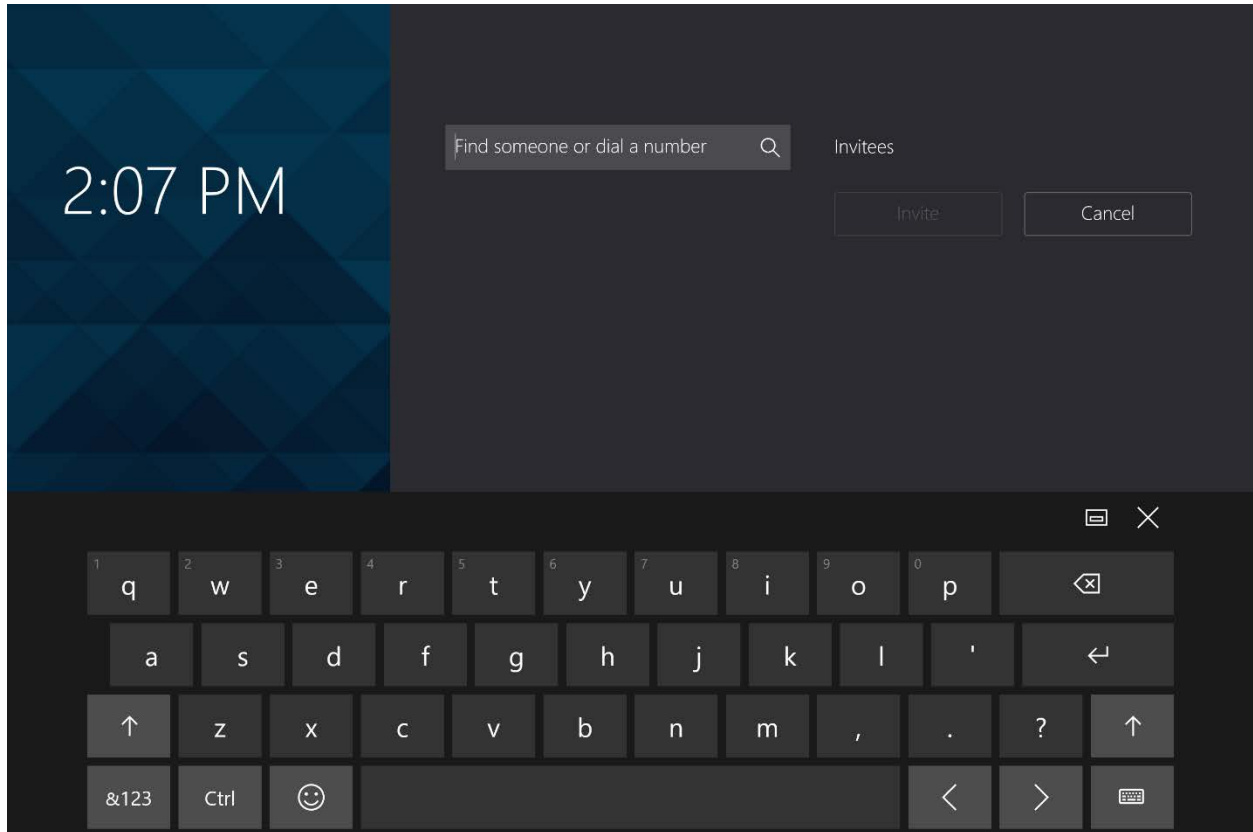 2:07 PM
Find someone or dial a number
Invitees
Invite
Cancel
1 q 2 w 3 e 4 r 5 t 6 y 7 u 8 i 9 o 0 p
a s d f g h j k l '
z x c v b n m , . ?
&123 Ctrl